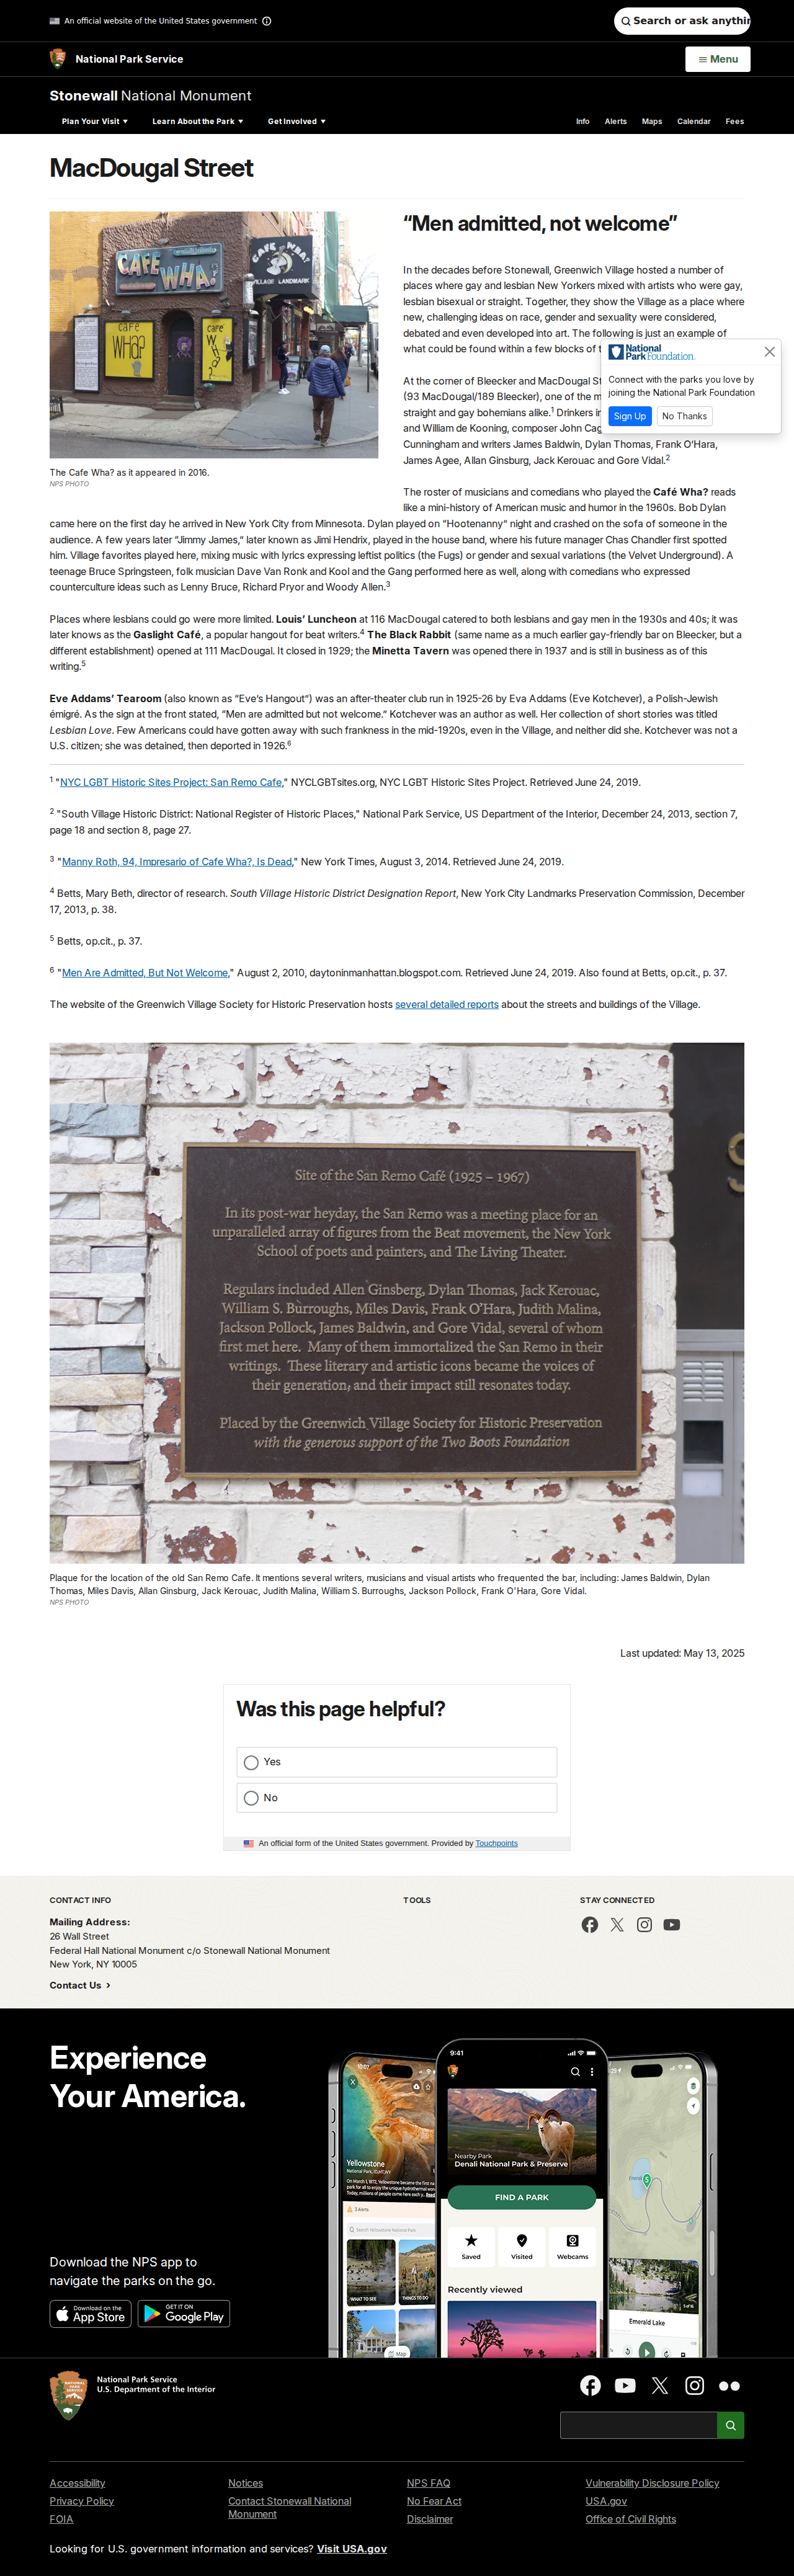 An official website of the United States government
Search or ask anythin
National Park Service
Menu
Stonewall National Monument
Plan Your Visit
Learn About the Park
Get Involved
Info
Alerts
Maps
Calendar
Fees
MacDougal Street
CAFE WHA?
CAFE WHA?
VILLAGE LANDMARK
cafe WHA?
The Cafe Wha? as it appeared in 2016.
NPS PHOTO
“Men admitted, not welcome”
In the decades before Stonewall, Greenwich Village hosted a number of
places where gay and lesbian New Yorkers mixed with artists who were gay,
lesbian bisexual or straight. Together, they show the Village as a place where
new, challenging ideas on race, gender and sexuality were considered,
debated and even developed into art. The following is just an example of
what could be found within a few blocks of
At the corner of Bleecker and MacDougal
(93 MacDougal/189 Bleecker), one of the
straight and gay bohemians alike.1 Drinkers
and William de Kooning, composer John
Cunningham and writers James Baldwin, Dylan Thomas, Frank O’Hara,
James Agee, Allan Ginsburg, Jack Kerouac and Gore Vidal.2
National Park Foundation
Connect with the parks you love by
joining the National Park Foundation
Sign Up
No Thanks
The roster of musicians and comedians who played the Café Wha? reads
like a mini-history of American music and humor in the 1960s. Bob Dylan
came here on the first day he arrived in New York City from Minnesota. Dylan played on “Hootenanny” night and crashed on the sofa of someone in the
audience. A few years later “Jimmy James,” later known as Jimi Hendrix, played in the house band, where his future manager Chas Chandler first spotted
him. Village favorites played here, mixing music with lyrics expressing leftist politics (the Fugs) or gender and sexual variations (the Velvet Underground). A
teenage Bruce Springsteen, folk musician Dave Van Ronk and Kool and the Gang performed here as well, along with comedians who expressed
counterculture ideas such as Lenny Bruce, Richard Pryor and Woody Allen.3
Places where lesbians could go were more limited. Louis’ Luncheon at 116 MacDougal catered to both lesbians and gay men in the 1930s and 40s; it was
later knows as the Gaslight Café, a popular hangout for beat writers.4 The Black Rabbit (same name as a much earlier gay-friendly bar on Bleecker, but a
different establishment) opened at 111 MacDougal. It closed in 1929; the Minetta Tavern was opened there in 1937 and is still in business as of this
writing.5
Eve Addams’ Tearoom (also known as “Eve’s Hangout”) was an after-theater club run in 1925-26 by Eva Adams (Eve Kotchever), a Polish-Jewish
émigré. As the sign at the front stated, “Men are admitted but not welcome.” Kotchever was an author as well. Her collection of short stories was titled
Lesbian Love. Few Americans could have gotten away with such frankness in the mid-1920s, even in the Village, and neither did she. Kotchever was not a
U.S. citizen; she was detained, then deported in 1926.6
1 "NYC LGBT Historic Sites Project: San Remo Cafe," NYCLGBTsites.org, NYC LGBT Historic Sites Project. Retrieved June 24, 2019.
2 "South Village Historic District: National Register of Historic Places," National Park Service, US Department of the Interior, December 24, 2013, section 7,
page 18 and section 8, page 27.
3 "Manny Roth, 94, Impresario of Cafe Wha?, Is Dead," New York Times, August 3, 2014. Retrieved June 24, 2019.
4 Betts, Mary Beth, director of research. South Village Historic District Designation Report, New York City Landmarks Preservation Commission, December
17, 2013, p. 38.
5 Betts, op.cit., p. 37.
6 "Men Are Admitted, But Not Welcome," August 2, 2010, daytoninmanhattan.blogspot.com. Retrieved June 24, 2019. Also found at Betts, op.cit., p. 37.
The website of the Greenwich Village Society for Historic Preservation hosts several detailed reports about the streets and buildings of the Village.
Site of the San Remo Café (1925 – 1967)
In its post-war heyday, the San Remo was a meeting place for an
unparalleled array of figures from the Beat movement, the New York
School of poets and painters, and The Living Theater.
Regulars included Allen Ginsberg, Dylan Thomas, Jack Kerouac,
William S. Burroughs, Miles Davis, Frank O’Hara, Judith Malina,
Jackson Pollock, James Baldwin, and Gore Vidal, several of whom
first met here. Many of them immortalized the San Remo in their
writings. These literary and artistic icons became the voices of
their generation, and their impact still resonates today.
Placed by the Greenwich Village Society for Historic Preservation
with the generous support of the Two Boots Foundation
Plaque for the location of the old San Remo Cafe. It mentions several writers, musicians and visual artists who frequented the bar, including: James Baldwin, Dylan
Thomas, Miles Davis, Allan Ginsburg, Jack Kerouac, Judith Malina, William S. Burroughs, Jackson Pollock, Frank O'Hara, Gore Vidal.
NPS PHOTO
Last updated: May 13, 2025
Was this page helpful?
Yes
No
An official form of the United States government. Provided by Touchpoints
CONTACT INFO
Mailing Address:
26 Wall Street
Federal Hall National Monument c/o Stonewall National Monument
New York, NY 10005
Contact Us
TOOLS
STAY CONNECTED
Experience
Your America.
Download the NPS app to
navigate the parks on the go.
Download on the
App Store
GET IT ON
Google Play
10:07
Yellowstone
National Park, ID,MT,WY
3 Alerts
Search Yellowstone National Park
WHAT TO SEE
THINGS TO DO
Map
9:41
Nearby Park
Denali National Park & Preserve
FIND A PARK
Saved
Visited
Webcams
Recently viewed
Emerald Lake
National Park Service
U.S. Department of the Interior
Accessibility
Privacy Policy
FOIA
Notices
Contact Stonewall National
Monument
NPS FAQ
No Fear Act
Disclaimer
Vulnerability Disclosure Policy
USA.gov
Office of Civil Rights
Looking for U.S. government information and services? Visit USA.gov